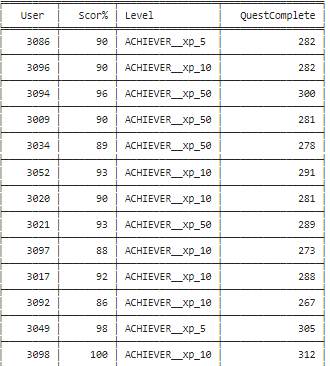 User Scor% Level QuestComplete
3086 90 ACHIEVER__xp_5 282
3096 90 ACHIEVER__xp_10 282
3094 96 ACHIEVER__xp_50 300
3009 90 ACHIEVER__xp_50 281
3034 89 ACHIEVER__xp_50 278
3052 93 ACHIEVER__xp_10 291
3020 90 ACHIEVER__xp_10 281
3021 93 ACHIEVER__xp_50 289
3097 88 ACHIEVER__xp_10 273
3017 92 ACHIEVER__xp_10 288
3092 86 ACHIEVER__xp_10 267
3049 98 ACHIEVER__xp_5 305
3098 100 ACHIEVER__xp_10 312